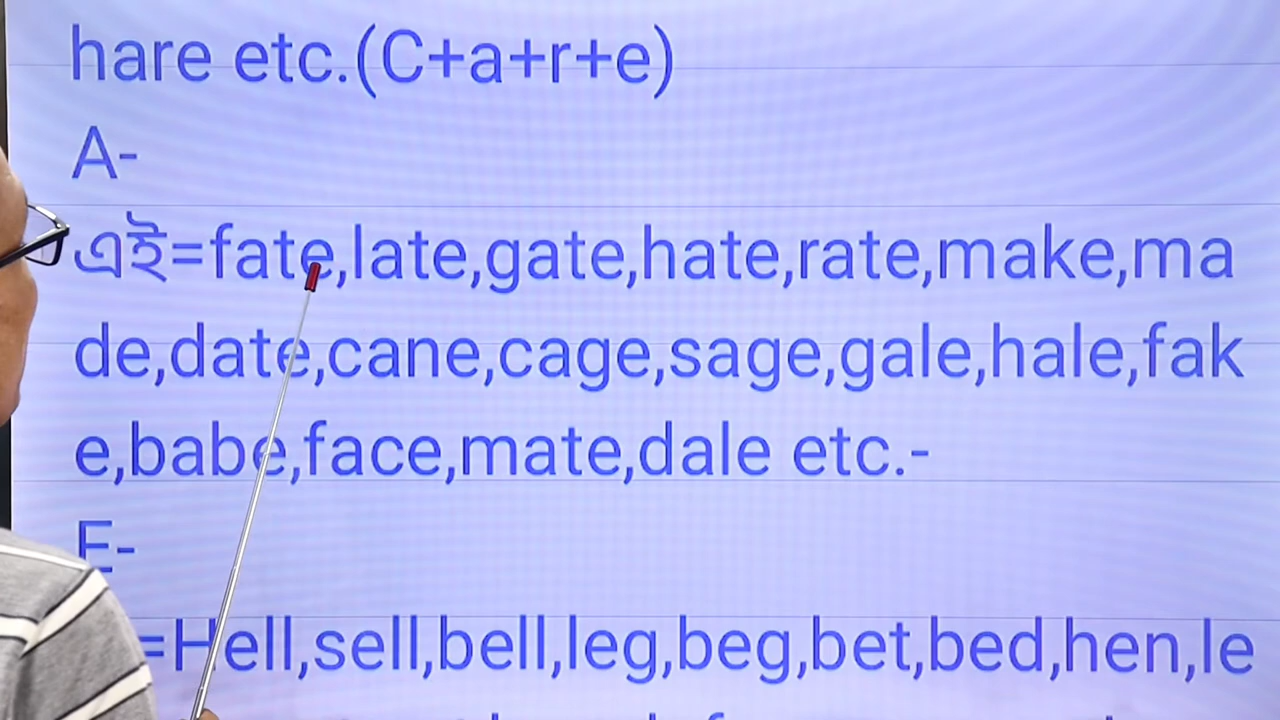 hare etc.(C+a+r+e)
A-
এই=fate,late,gate,hate,rate,make,ma
de,date,cane,cage,sage,gale,hale,fak
e,babe,face,mate,dale etc.-
E-
=Hell,sell,bell,leg,beg,bet,bed,hen,le